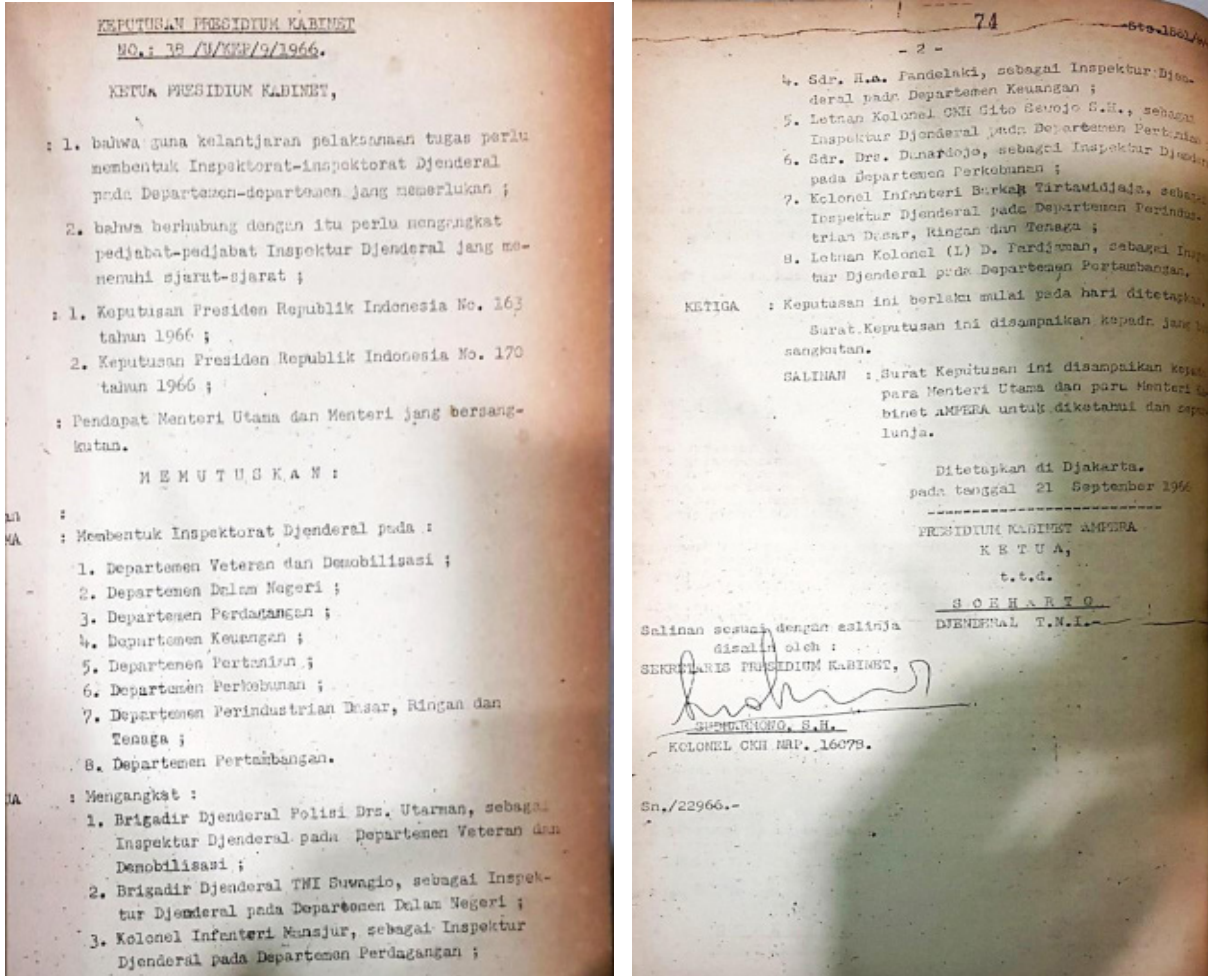 KEPUTUSAN PRESIDIUM KABINET
NO.: 38 /U/KEP/9/1966.
KETUA PRESIDIUM KABINET,
: 1. bahwa guna kelantjaran pelaksanaan tugas perlu
membentuk Inspektorat-inspektorat Djenderal
pada Departemen-departemen jang memerlukan ;
2. bahwa berhubung dengan itu perlu mengangkat
pedjabat-pedjabat Inspektur Djenderal jang me-
menuhi sjarat-sjarat ;
: 1. Keputusan Presiden Republik Indonesia No. 163
tahun 1966 ;
2. Keputusan Presiden Republik Indonesia No. 170
tahun 1966 ;
: Pendapat Menteri Utama dan Menteri jang bersang-
kutan.
M E M U T U S K A N :
:
: Membentuk Inspektorat Djenderal pada :
1. Departemen Veteran dan Demobilisasi ;
2. Departemen Dalam Negeri ;
3. Departemen Perdagangan ;
4. Departemen Keuangan ;
5. Departemen Pertanian ;
6. Departemen Perkebunan ;
7. Departemen Perindustrian Dasar, Ringan dan
Tenaga ;
8. Departemen Pertambangan.
: Mengangkat :
1. Brigadir Djenderal Polisi Drs. Utarman, sebagai
Inspektur Djenderal pada Departemen Veteran dan
Demobilisasi ;
2. Brigadir Djenderal TNI Suwagio, sebagai Inspek-
tur Djenderal pada Departemen Dalam Negeri ;
3. Kolonel Infanteri Mansjur, sebagai Inspektur
Djenderal pada Departemen Perdagangan ;
74
- 2 -
4. Sdr. H.A. Pandelaki, sebagai Inspektur Djen-
deral pada Departemen Keuangan ;
5. Letnan Kolonel CKH Gito Sewojo S.H., sebagai
Inspektur Djenderal pada Departemen Pertanian
6. Sdr. Drs. Danardojo, sebagai Inspektur Djenderal
pada Departemen Perkebunan ;
7. Kolonel Infanteri Barkah Tirtawidjaja, sebagai
Inspektur Djenderal pada Departemen Perindus-
trian Dasar, Ringan dan Tenaga ;
8. Letnan Kolonel (L) D. Pardjaman, sebagai Inspek
tur Djenderal pada Departemen Pertambangan.
KETIGA : Keputusan ini berlaku mulai pada hari ditetapkan.
Surat Keputusan ini disampaikan kepada jang
sangkutan.
SALINAN : Surat Keputusan ini disampaikan kepada
para Menteri Utama dan para Menteri
binet AMPERA untuk diketahui dan seper
lunja.
Ditetapkan di Djakarta.
pada tanggal 21 September 1966
PRESIDIUM KABINET AMPERA
K E T U A,
t.t.d.
S O E H A R T O
DJENDERAL T.N.I.-
Salinan sesuai dengan aslinja
disalin oleh :
SEKRETARIS PRESIDIUM KABINET,
SUDHARMONO, S.H.
KOLONEL CKH NRP. 16078.
Sn./22966.-